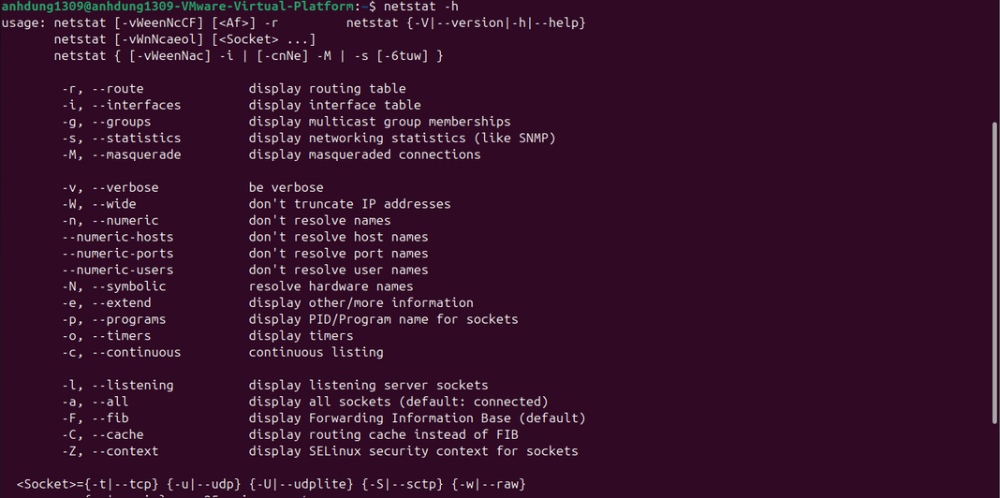 anhdung1309@anhdung1309-VMware-Virtual-Platform:~$ netstat -h
usage: netstat [-vWeenNcCF] [<Af>] -r         netstat {-V|--version|-h|--help}
       netstat [-vWnNcaeol] [<Socket> ...]
       netstat { [-vWeenNac] -i | [-cnNe] -M | -s [-6tuw] }
        -r, --route              display routing table
        -i, --interfaces         display interface table
        -g, --groups             display multicast group memberships
        -s, --statistics         display networking statistics (like SNMP)
        -M, --masquerade         display masqueraded connections
        -v, --verbose            be verbose
        -W, --wide               don't truncate IP addresses
        -n, --numeric            don't resolve names
        --numeric-hosts          don't resolve host names
        --numeric-ports          don't resolve port names
        --numeric-users          don't resolve user names
        -N, --symbolic           resolve hardware names
        -e, --extend             display other/more information
        -p, --programs           display PID/Program name for sockets
        -o, --timers             display timers
        -c, --continuous         continuous listing
        -l, --listening          display listening server sockets
        -a, --all                display all sockets (default: connected)
        -F, --fib                display Forwarding Information Base (default)
        -C, --cache              display routing cache instead of FIB
        -Z, --context            display SELinux security context for sockets
  <Socket>={-t|--tcp} {-u|--udp} {-U|--udplite} {-S|--sctp} {-w|--raw}